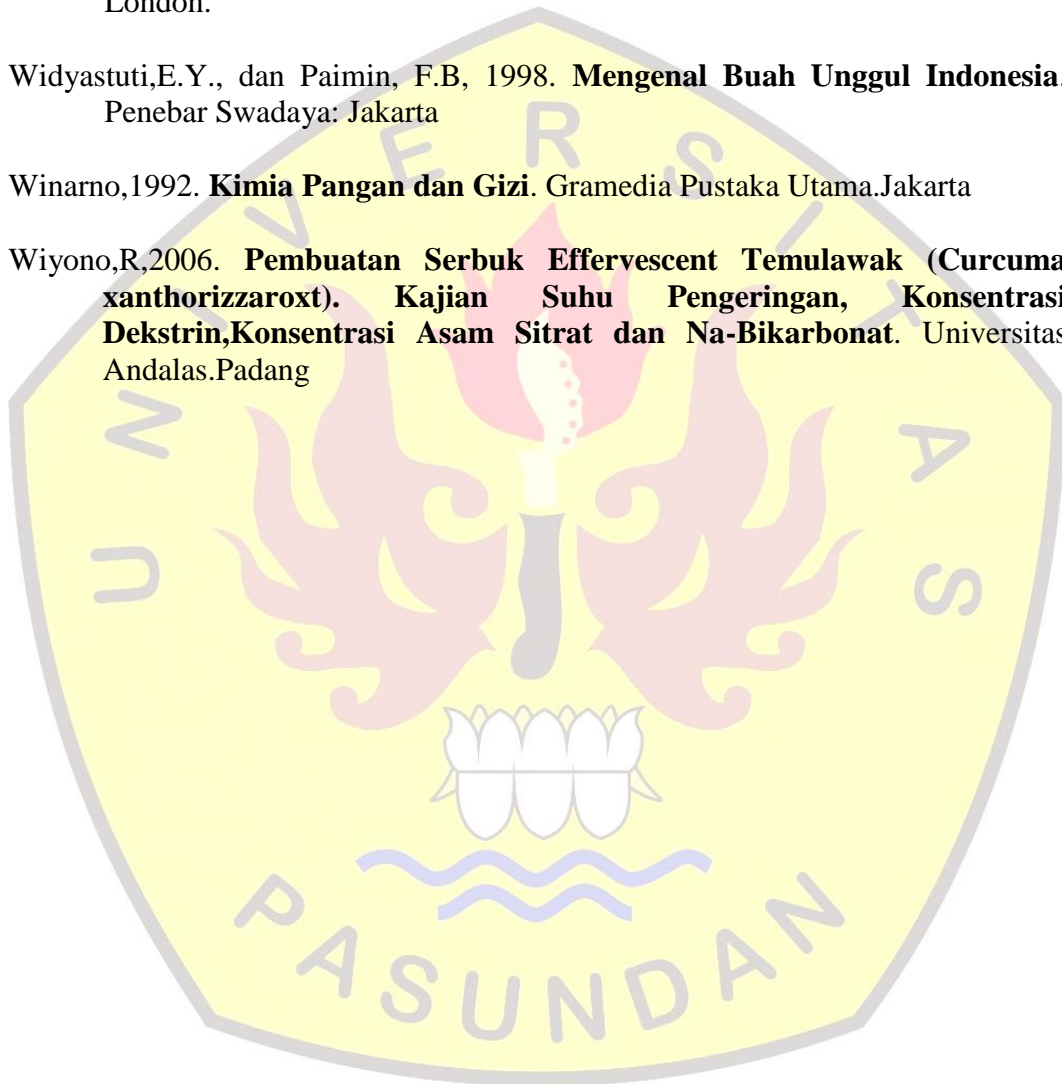 London.
Widyastuti,E.Y., dan Paimin, F.B, 1998. Mengenal Buah Unggul Indonesia.
Penebar Swadaya: Jakarta
Winarno,1992. Kimia Pangan dan Gizi. Gramedia Pustaka Utama.Jakarta
Wiyono,R,2006. Pembuatan Serbuk Effervescent Temulawak (Curcuma
xanthorizzaroxt). Kajian Suhu Pengeringan, Konsentrasi
Dekstrin,Konsentrasi Asam Sitrat dan Na-Bikarbonat. Universitas
Andalas.Padang
UNIVERSITAS
PASUNDAN